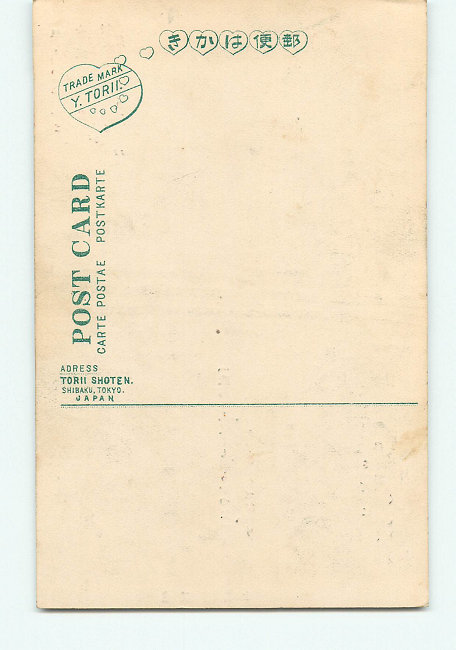 きかは便郵
TRADE MARK
Y. TORII.
POST CARD
CARTE POSTAE POSTKARTE
ADRESS
TORII SHOTEN.
SHIBAKU, TOKYO.
JAPAN